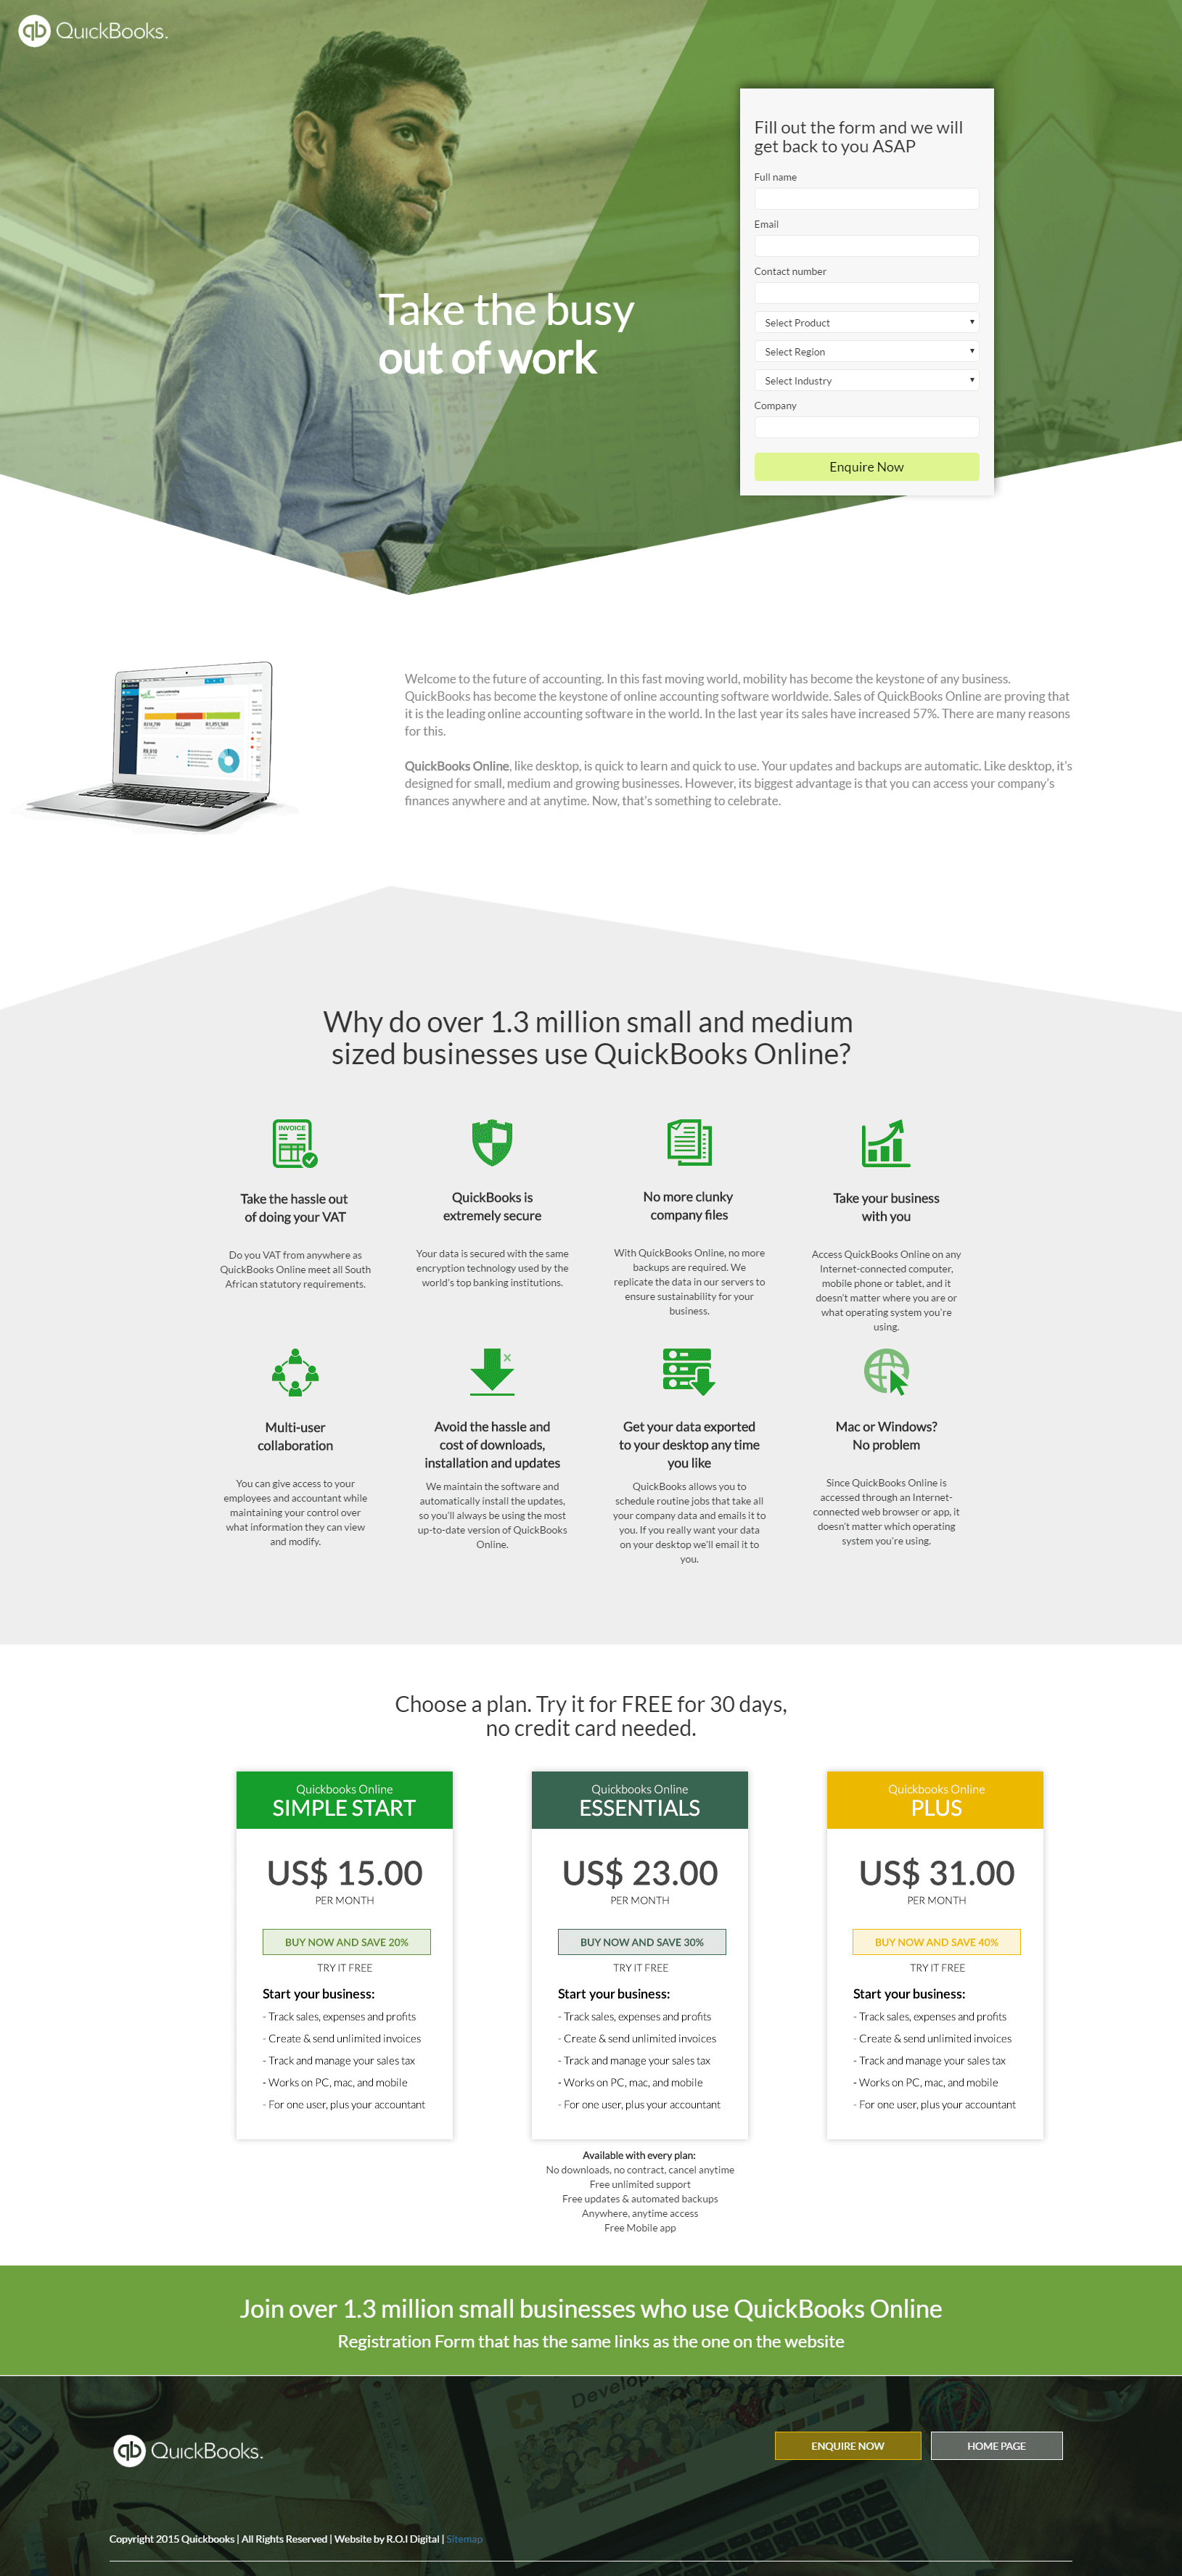 QuickBooks.
Fill out the form and we will
get back to you ASAP
Full name
Email
Contact number
Select Product
Select Region
Select Industry
Company
Enquire Now
Take the busy
out of work
Welcome to the future of accounting. In this fast moving world, mobility has become the keystone of any business.
QuickBooks has become the keystone of online accounting software worldwide. Sales of QuickBooks Online are proving that
it is the leading online accounting software in the world. In the last year its sales have increased 57%. There are many reasons
for this.
QuickBooks Online, like desktop, is quick to learn and quick to use. Your updates and backups are automatic. Like desktop, it's
designed for small, medium and growing businesses. However, its biggest advantage is that you can access your company's
finances anywhere and at anytime. Now, that's something to celebrate.
Why do over 1.3 million small and medium
sized businesses use QuickBooks Online?
INVOICE
Take the hassle out
of doing your VAT
Do you VAT from anywhere as
QuickBooks Online meet all South
African statutory requirements.
QuickBooks is
extremely secure
Your data is secured with the same
encryption technology used by the
world's top banking institutions.
No more clunky
company files
With QuickBooks Online, no more
backups are required. We
replicate the data in our servers to
ensure sustainability for your
business.
Take your business
with you
Access QuickBooks Online on any
Internet-connected computer,
mobile phone or tablet, and it
doesn't matter where you are or
what operating system you're
using.
Multi-user
collaboration
You can give access to your
employees and accountant while
maintaining your control over
what information they can view
and modify.
Avoid the hassle and
cost of downloads,
installation and updates
We maintain the software and
automatically install the updates,
so you'll always be using the most
up-to-date version of QuickBooks
Online.
Get your data exported
to your desktop any time
you like
QuickBooks allows you to
schedule routine jobs that take all
your company data and emails it to
you. If you really want your data
on your desktop we'll email it to
you.
Mac or Windows?
No problem
Since QuickBooks Online is
accessed through an Internet-
connected web browser or app, it
doesn't matter which operating
system you're using.
Choose a plan. Try it for FREE for 30 days,
no credit card needed.
Quickbooks Online
SIMPLE START
US$ 15.00
PER MONTH
BUY NOW AND SAVE 20%
TRY IT FREE
Start your business:
- Track sales, expenses and profits
- Create & send unlimited invoices
- Track and manage your sales tax
- Works on PC, mac, and mobile
- For one user, plus your accountant
Quickbooks Online
ESSENTIALS
US$ 23.00
PER MONTH
BUY NOW AND SAVE 30%
TRY IT FREE
Start your business:
- Track sales, expenses and profits
- Create & send unlimited invoices
- Track and manage your sales tax
- Works on PC, mac, and mobile
- For one user, plus your accountant
Quickbooks Online
PLUS
US$ 31.00
PER MONTH
BUY NOW AND SAVE 40%
TRY IT FREE
Start your business:
- Track sales, expenses and profits
- Create & send unlimited invoices
- Track and manage your sales tax
- Works on PC, mac, and mobile
- For one user, plus your accountant
Available with every plan:
No downloads, no contract, cancel anytime
Free unlimited support
Free updates & automated backups
Anywhere, anytime access
Free Mobile app
Join over 1.3 million small businesses who use QuickBooks Online
Registration Form that has the same links as the one on the website
QuickBooks.
ENQUIRE NOW
HOME PAGE
Copyright 2015 Quickbooks | All Rights Reserved | Website by R.O.I Digital | Sitemap